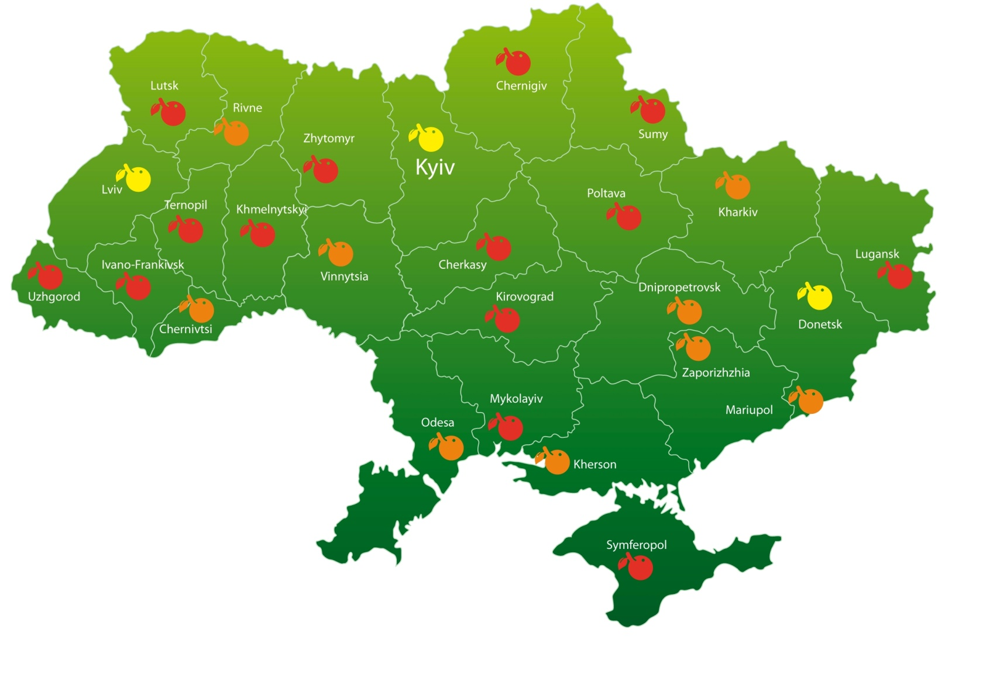 Chernigiv
Lutsk
Rivne
Sumy
Zhytomyr
Kyiv
Lviv
Poltava
Ternopil
Khmelnytskyi
Kharkiv
Lugansk
Ivano-Frankivsk
Cherkasy
Vinnytsia
Dnipropetrovsk
Uzhgorod
Kirovograd
Donetsk
Chernivtsi
Zaporizhzhia
Mykolayiv
Mariupol
Odesa
Kherson
Symferopol